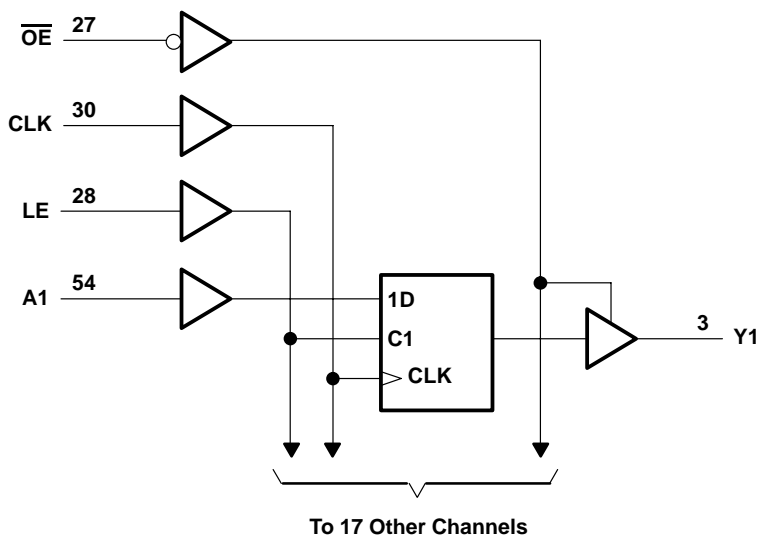 OE 27
CLK 30
LE 28
A1 54
1D
C1
CLK
3 Y1
To 17 Other Channels